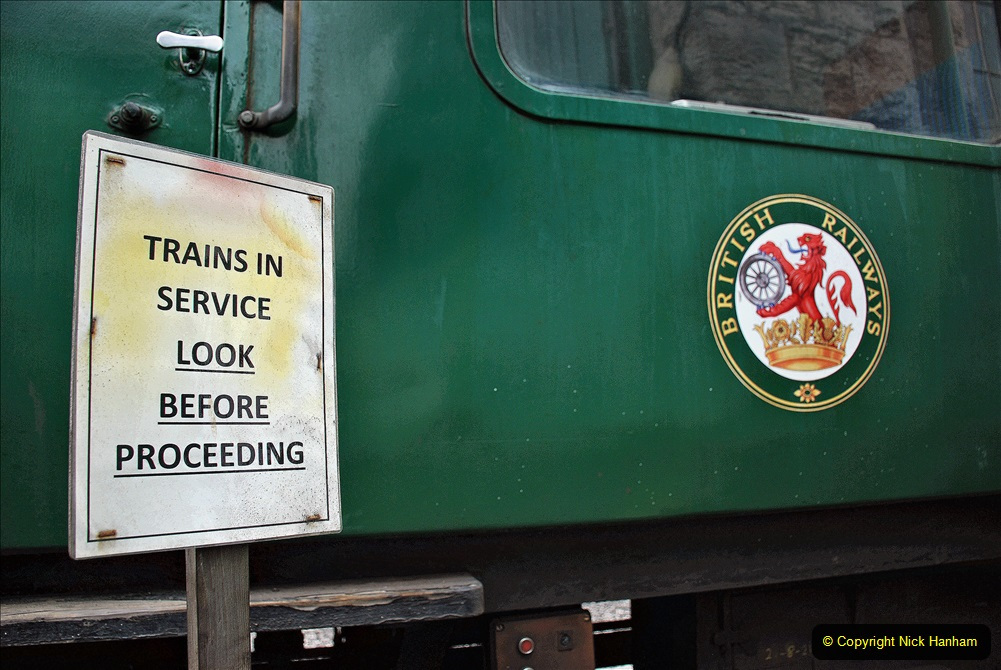 TRAINS IN
SERVICE
LOOK
BEFORE
PROCEEDING
BRITISH RAILWAYS
© Copyright Nick Hanham